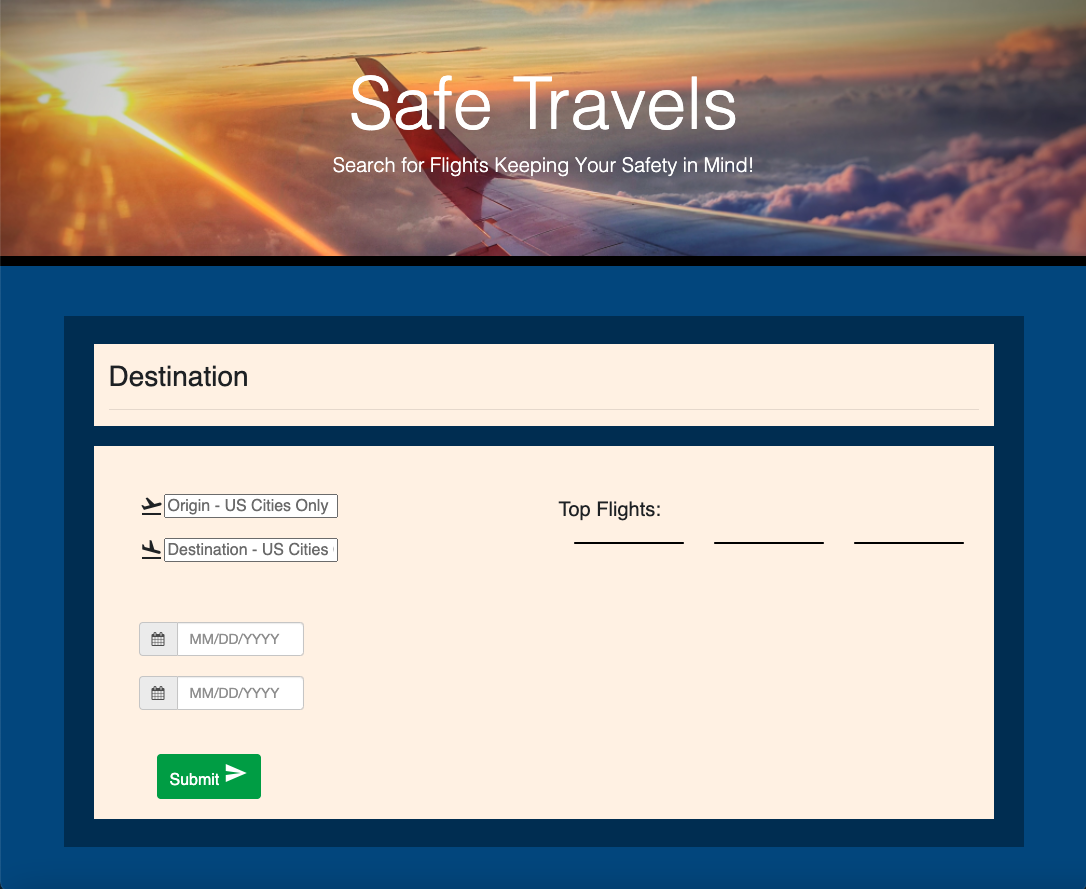 Safe Travels
Search for Flights Keeping Your Safety in Mind!
Destination
Origin - US Cities Only
Destination - US Cities
Top Flights:
MM/DD/YYYY
MM/DD/YYYY
Submit